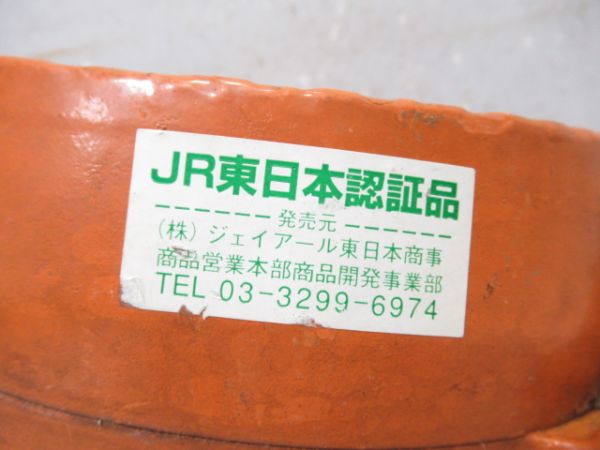 JR東日本認証品
------ 発売元 ------
(株) ジェイアール東日本商事
商品営業本部商品開発事業部
TEL 03-3299-6974